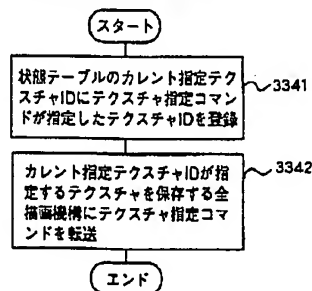 スタート
状態テーブルのカレント指定テク
スチャIDにテクスチャ指定コマン
ドが指定したテクスチャIDを登録
3341
カレント指定テクスチャIDが指
定するテクスチャを保存する全
描画機構にテクスチャ指定コマ
ンドを転送
3342
エンド